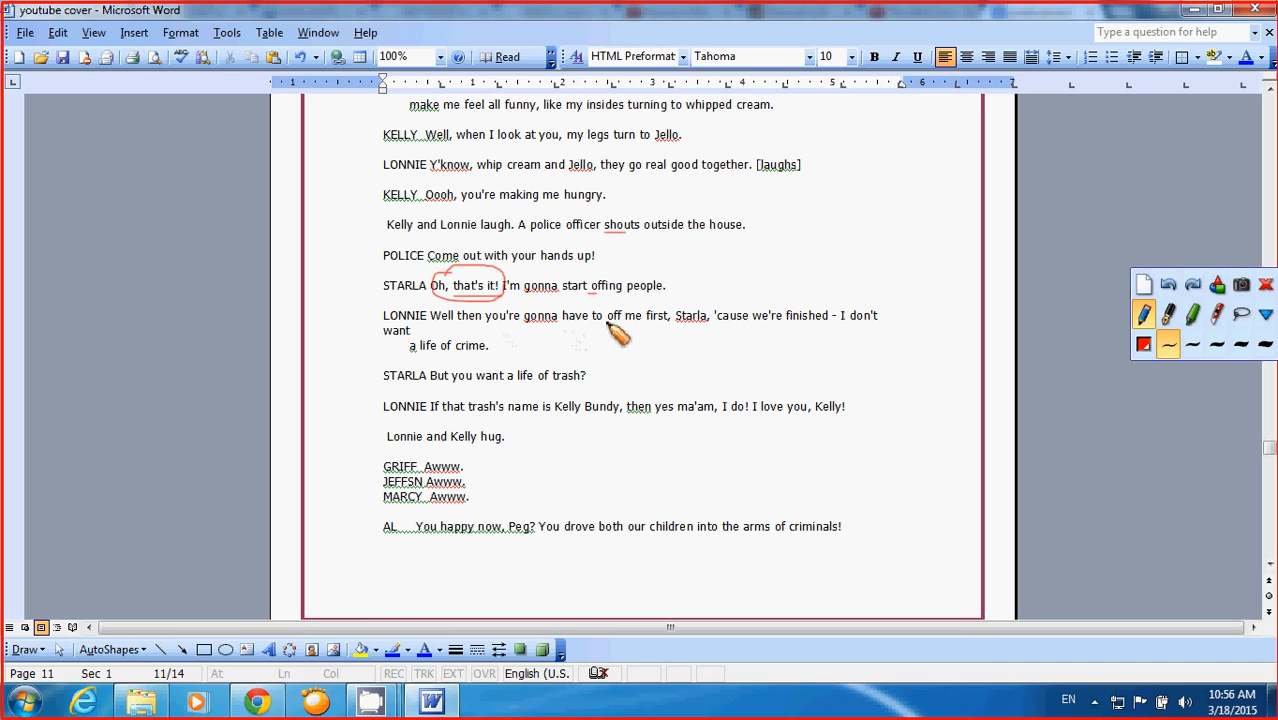 youtube cover - Microsoft Word
File Edit View Insert Format Tools Table Window Help
Type a question for help
100% Read HTML Preformat Tahoma 10 B I U
1 1 2 3 4 5 6 7
make me feel all funny, like my insides turning to whipped cream.
KELLY Well, when I look at you, my legs turn to Jello.
LONNIE Y'know, whip cream and Jello, they go real good together. [laughs]
KELLY Oooh, you're making me hungry.
Kelly and Lonnie laugh. A police officer shouts outside the house.
POLICE Come out with your hands up!
STARLA Oh, that's it! I'm gonna start offing people.
LONNIE Well then you're gonna have to off me first, Starla, 'cause we're finished - I don't
want
a life of crime.
STARLA But you want a life of trash?
LONNIE If that trash's name is Kelly Bundy, then yes ma'am, I do! I love you, Kelly!
Lonnie and Kelly hug.
GRIFF Awww.
JEFFSN Awww.
MARCY Awww.
AL You happy now, Peg? You drove both our children into the arms of criminals!
Draw AutoShapes
Page 11 Sec 1 11/14 At Ln Col REC TRK EXT OVR English (U.S.
EN
10:56 AM
3/18/2015